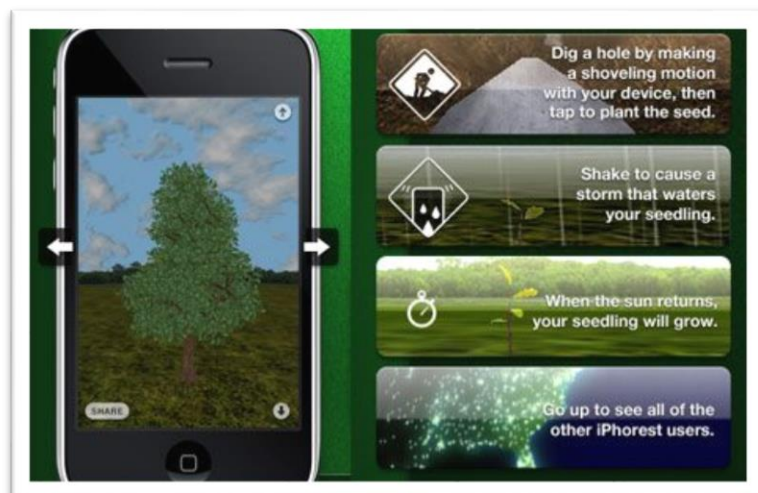 SHARE
Dig a hole by making
a shoveling motion
with your device, then
tap to plant the seed.
Shake to cause a
storm that waters
your seedling.
When the sun returns,
your seedling will grow.
Go up to see all of the
other iPhorest users.